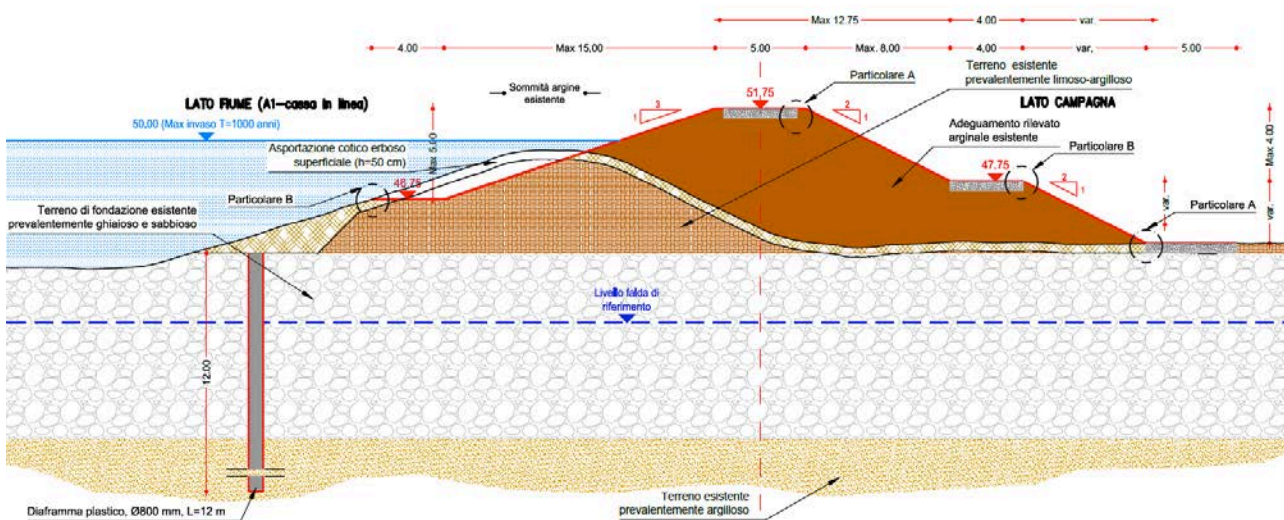 Max 12.75
4.00
var.
4.00
Max 15,00
5.00
Max. 8,00
4,00
var.
5.00
Terreno esistente
prevalentemente limoso-argilloso
Particolare A
Sommità argine
esistente
LATO FIUME (A1-cassa in linea)
51,75
LATO CAMPAGNA
50,00 (Max invaso T=1000 anni)
3
1
2
1
Adeguamento rilevato
arginale esistente
Asportazione cotico erboso
superficiale (h=50 cm)
Max 5.00
Max 4.00
Particolare B
47,75
46,75
Particolare B
2
1
var.
var.
Particolare A
Terreno di fondazione esistente
prevalentemente ghiaioso e sabbioso
Livello falda di
riferimento
12.00
Terreno esistente
prevalentemente argilloso
Diaframma plastico, Ø800 mm, L=12 m